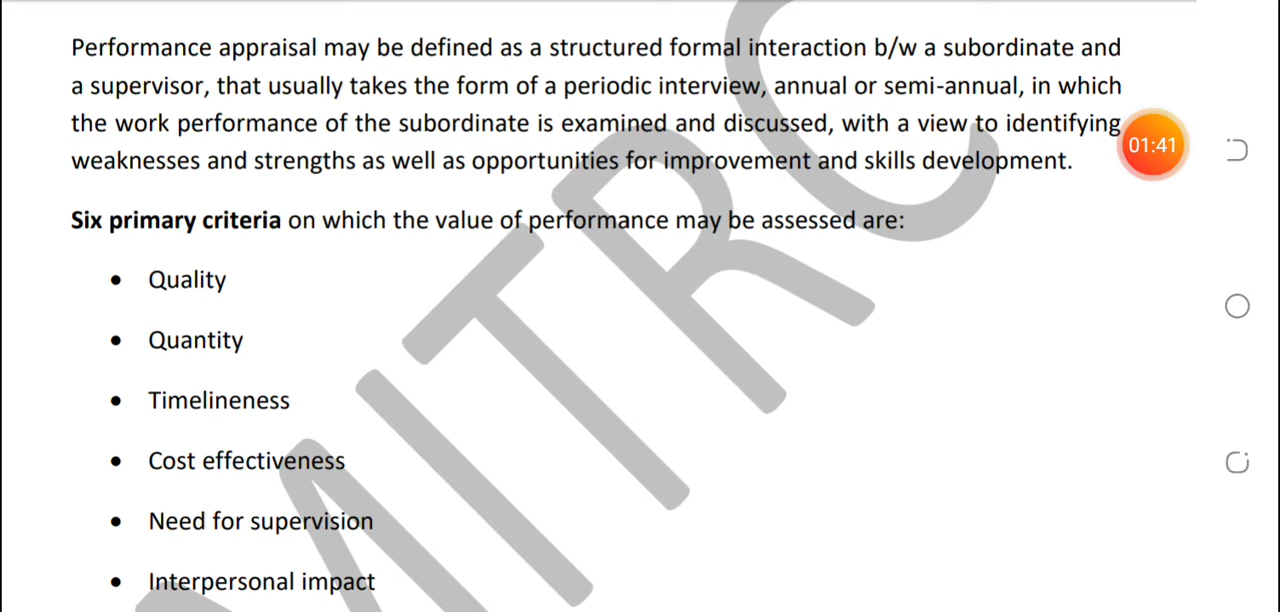 Performance appraisal may be defined as a structured formal interaction b/w a subordinate and
a supervisor, that usually takes the form of a periodic interview, annual or semi-annual, in which
the work performance of the subordinate is examined and discussed, with a view to identifying
01:41
weaknesses and strengths as well as opportunities for improvement and skills development.
Six primary criteria on which the value of performance may be assessed are:
• Quality
• Quantity
• Timelineness
• Cost effectiveness
• Need for supervision
• Interpersonal impact
MITRC